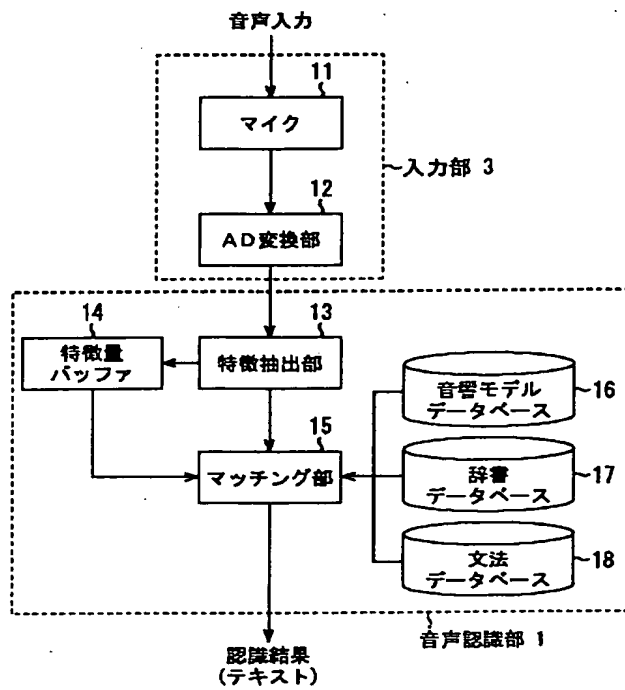 音声入力
11
マイク
入力部 3
12
AD変換部
14
特徴量
バッファ
13
特徴抽出部
音響モデル
データベース
16
15
マッチング部
辞書
データベース
17
文法
データベース
18
音声認識部 1
認識結果
(テキスト)